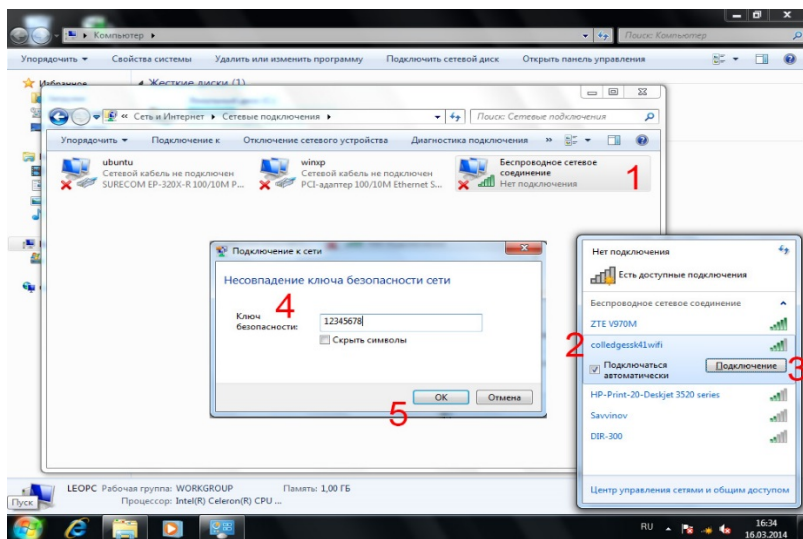 Компьютер
Поиск: Компьютер
Упорядочить
Свойства системы
Удалить или изменить программу
Подключить сетевой диск
Открыть панель управления
Избранное
Жесткие диски (1)
« Сеть и Интернет
Сетевые подключения
Поиск: Сетевые подключения
Упорядочить
Подключение к
Отключение сетевого устройства
Диагностика подключения
»
ubuntu
Сетевой кабель не подключен
SURECOM EP-320X-R 100/10M P...
winxp
Сетевой кабель не подключен
PCI-адаптер 100/10M Ethernet S...
Беспроводное сетевое
соединение
Нет подключения
1
Подключение к сети
Несовпадение ключа безопасности сети
4
Ключ
безопасности:
12345678
Скрыть символы
5
OK
Отмена
Нет подключения
Есть доступные подключения
Беспроводное сетевое соединение
ZTE V970M
2
colledgessk41wifi
Подключаться
автоматически
Подключение
3
HP-Print-20-Deskjet 3520 series
Savvinov
DIR-300
Центр управления сетями и общим доступом
LEOPC
Рабочая группа: WORKGROUP
Память: 1,00 ГБ
Процессор: Intel(R) Celeron(R) CPU ...
Пуск
RU
16:34
16.03.2014